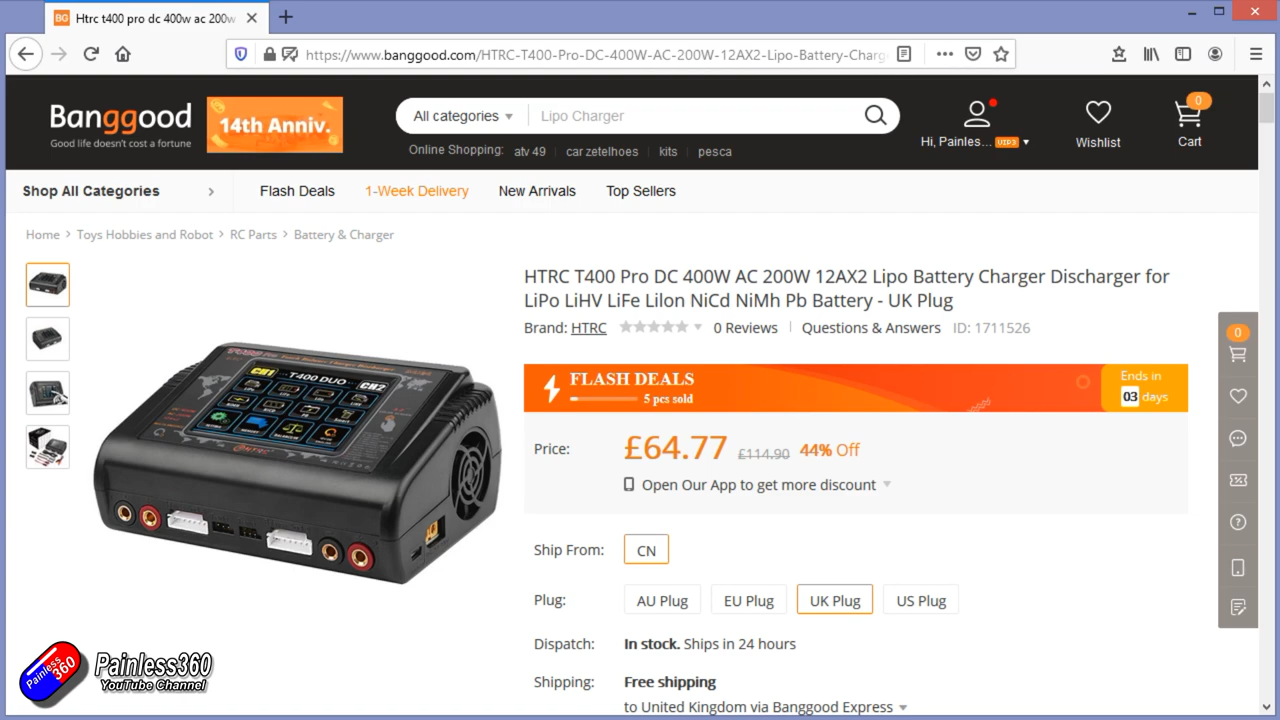 Htrc t400 pro dc 400w ac 200w
https://www.banggood.com/HTRC-T400-Pro-DC-400W-AC-200W-12AX2-Lipo-Battery-Charg
Banggood
Good life doesn't cost a fortune
14th Anniv.
All categories
Lipo Charger
Online Shopping: atv 49 car zetelhoes kits pesca
Hi, Painles... VIP3
Wishlist
0
Cart
Shop All Categories
Flash Deals
1-Week Delivery
New Arrivals
Top Sellers
Home > Toys Hobbies and Robot > RC Parts > Battery & Charger
HTRC T400 Pro DC 400W AC 200W 12AX2 Lipo Battery Charger Discharger for
LiPo LiHV LiFe LiIon NiCd NiMh Pb Battery - UK Plug
Brand: HTRC 0 Reviews Questions & Answers ID: 1711526
FLASH DEALS
5 pcs sold
Ends in
03 days
Price: £64.77 £114.90 44% Off
Open Our App to get more discount
Ship From: CN
Plug: AU Plug EU Plug UK Plug US Plug
Dispatch: In stock. Ships in 24 hours
Shipping: Free shipping
to United Kingdom via Banggood Express
0
T400 Pro
CH1 T400 DUO CH2
Painless360
Painless360
YouTube Channel